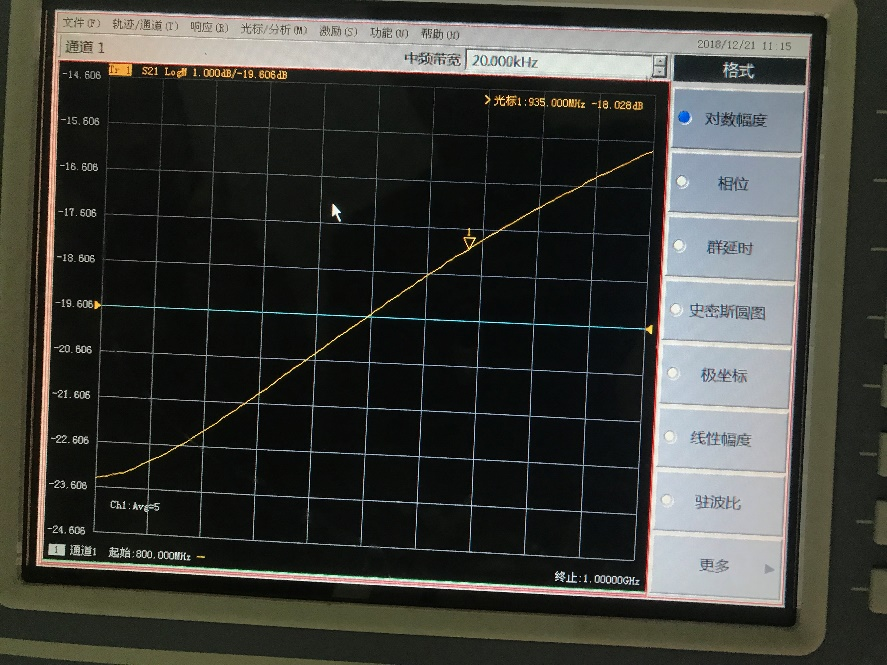 文件(F) 轨迹/通道(T) 响应(R) 光标/分析(M) 激励(S) 功能(U) 帮助(H)
2018/12/21 11:15
通道 1
中频带宽 20.000kHz
格式
Tr 1 S21 LogM 1.000dB/-19.606dB
>光标1:935.000MHz -18.028dB
-14.606
-15.606
-16.606
-17.606
-18.606
-19.606
-20.606
-21.606
-22.606
-23.606
-24.606
1
Ch1:Avg=5
1 通道1 起始:800.000MHz
终止:1.00000GHz
对数幅度
相位
群延时
史密斯圆图
极坐标
线性幅度
驻波比
更多